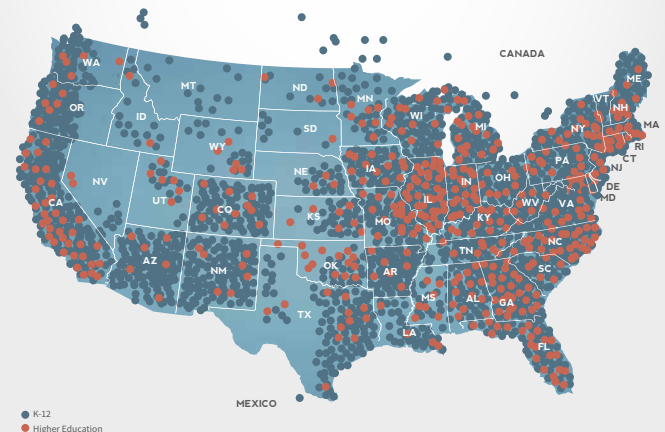 CANADA
WA
MT
ND
MN
ME
VT
NH
OR
ID
SD
WI
MI
NY
MA
RI
WY
CT
NE
IA
PA
NJ
NV
UT
CO
IL
IN
OH
DE
MD
CA
KS
MO
KY
WV
VA
AZ
NM
OK
AR
TN
NC
SC
TX
MS
AL
GA
LA
FL
MEXICO
K-12
Higher Education